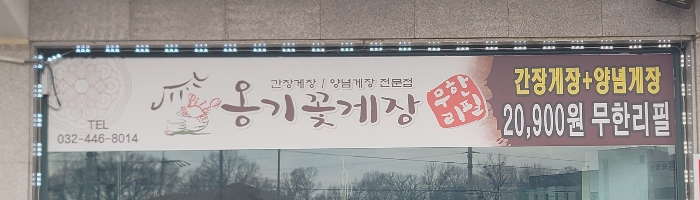 간장게장 / 양념게장 전문점
옹기꽃게장
무한
리필
TEL
032-446-8014
간장게장+양념게장
20,900원 무한리필